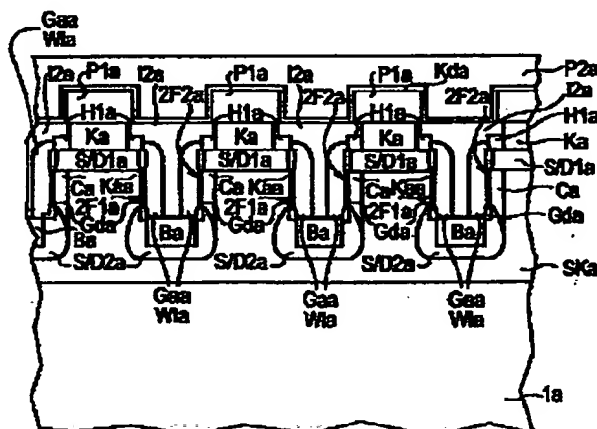 Gaa
Wla
I2a P1a I2a P1a I2a P1a Kda P2a
2F2a 2F2a 2F2a I2a
H1a H1a H1a H1a
Ka Ka Ka Ka
S/D1a S/D1a S/D1a S/D1a
Ca Kaa Ca Kaa Ca Kaa Ca
2F1a 2F1a 2F1a
Gda Gda Gda Gda Gda
Ba Ba Ba Ba
S/D2a S/D2a S/D2a SKa
Gaa Gaa Gaa
Wla Wla Wla
1a